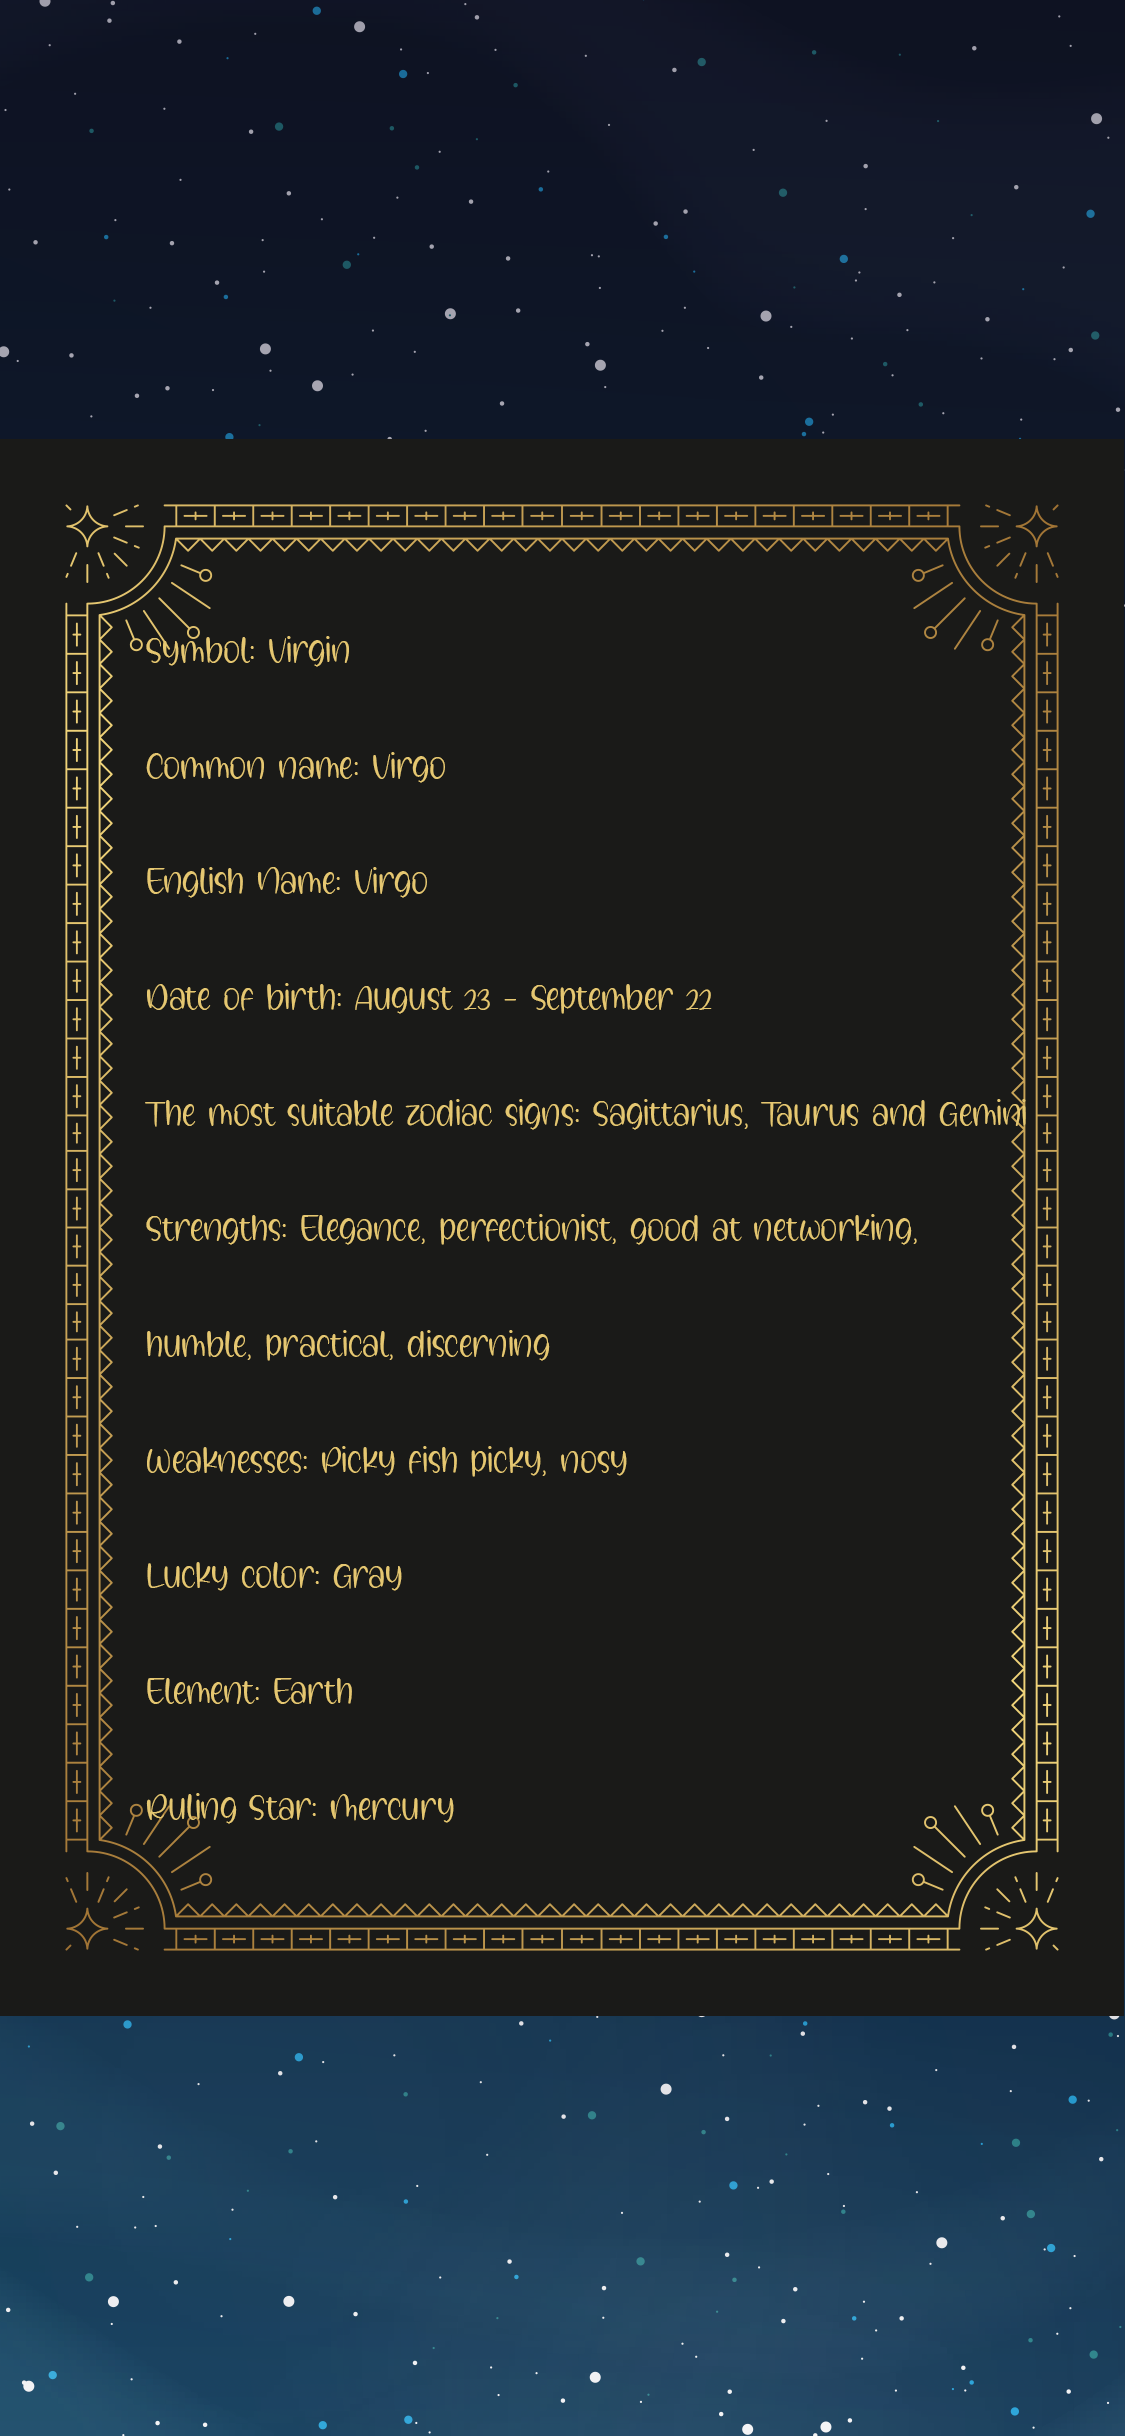 Symbol: Virgin
Common name: Virgo
English Name: Virgo
Date of birth: August 23 - September 22
The most suitable zodiac signs: Sagittarius, Taurus and Gemini
Strengths: Elegance, perfectionist, good at networking,
humble, practical, discerning
Weaknesses: Picky fish picky, nosy
Lucky color: Gray
Element: Earth
Ruling Star: Mercury